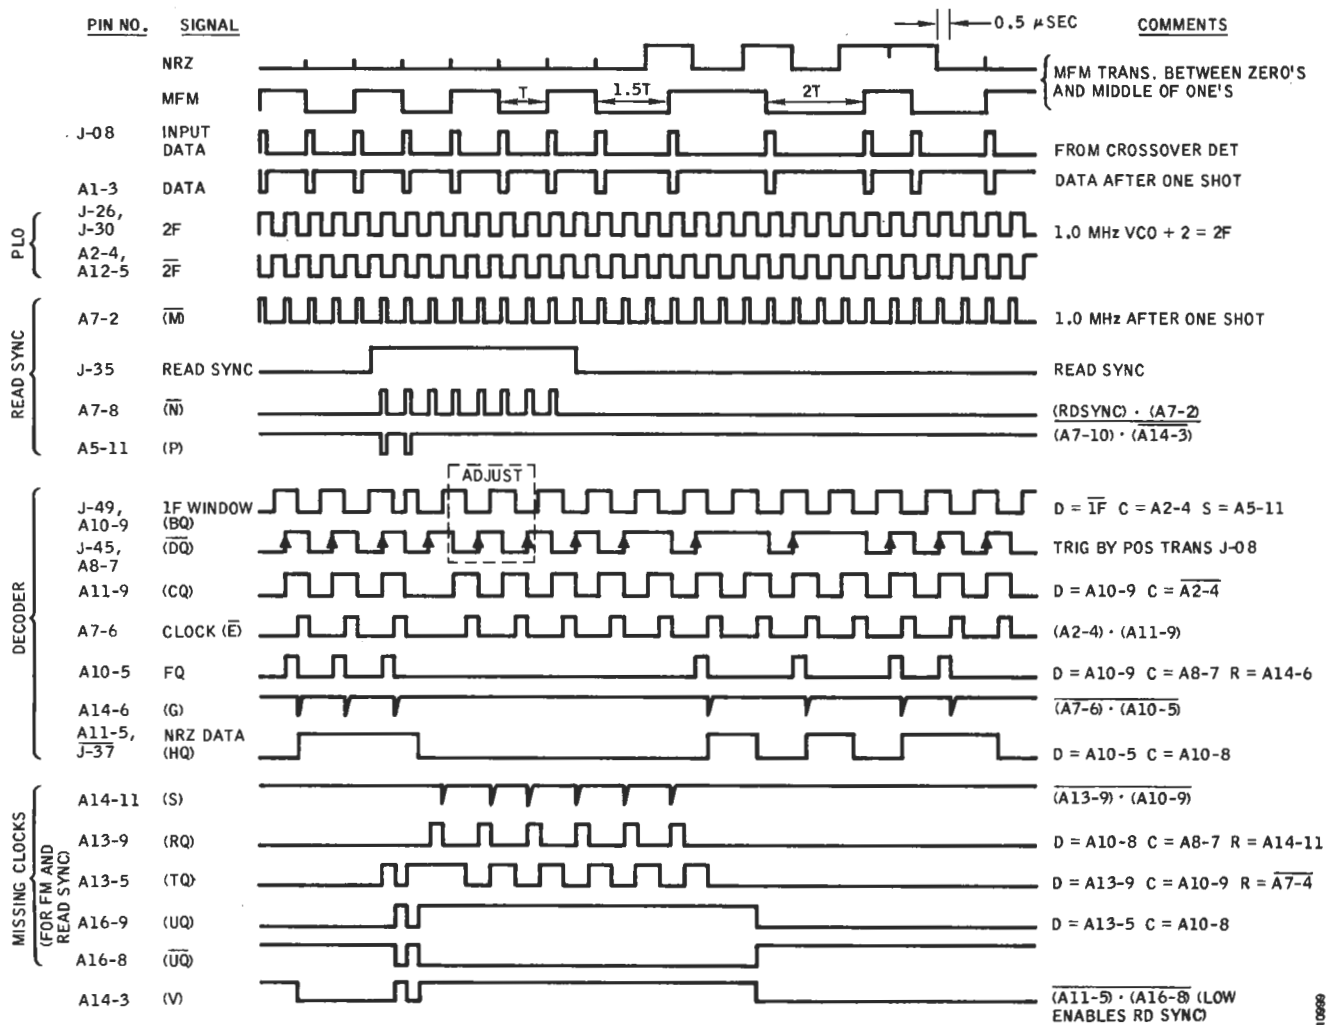 PIN NO. SIGNAL 0.5 μSEC COMMENTS
NRZ MFM TRANS. BETWEEN ZERO'S AND MIDDLE OF ONE'S
MFM T 1.5T 2T
J-08 INPUT DATA FROM CROSSOVER DET
A1-3 DATA DATA AFTER ONE SHOT
PLO
J-26, J-30 2F 1.0 MHz VCO + 2 = 2F
A2-4, A12-5 2̅F̅
READ SYNC
A7-2 (M̅) 1.0 MHz AFTER ONE SHOT
J-35 READ SYNC READ SYNC
A7-8 (N̅) (RDSYNC) · (A7-2)
A5-11 (P) (A7-10) · (A̅1̅4̅-̅3̅)
ADJUST
DECODER
J-49, A10-9 1F WINDOW (BQ) D = 1̅F̅ C = A2-4 S = A5-11
J-45, A8-7 (D̅Q̅) TRIG BY POS TRANS J-08
A11-9 (CQ) D = A10-9 C = A̅2̅-̅4̅
A7-6 CLOCK (E̅) (A2-4) · (A11-9)
A10-5 FQ D = A10-9 C = A8-7 R = A14-6
A14-6 (G) (A7-6) · (A10-5)
A11-5, J-37 NRZ DATA (HQ) D = A10-5 C = A10-8
MISSING CLOCKS
(FOR FM AND
READ SYNC)
A14-11 (S) (A13-9) · (A10-9)
A13-9 (RQ) D = A10-8 C = A8-7 R = A14-11
A13-5 (TQ) D = A13-9 C = A10-9 R = A̅7̅-̅4̅
A16-9 (UQ) D = A13-5 C = A10-8
A16-8 (U̅Q̅)
A14-3 (V) (A11-5) · (A16-8) (LOW ENABLES RD SYNC)
10999